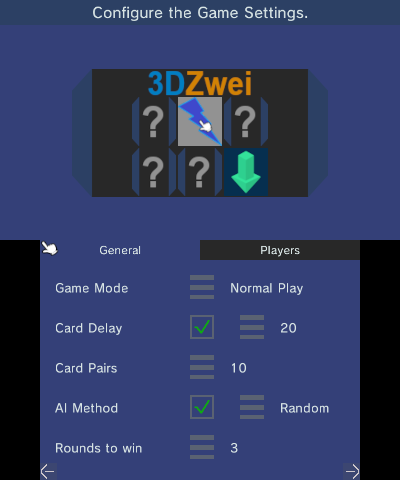 Configure the Game Settings.
3DZwei
? ?
? ?
General Players
Game Mode Normal Play
Card Delay 20
Card Pairs 10
AI Method Random
Rounds to win 3